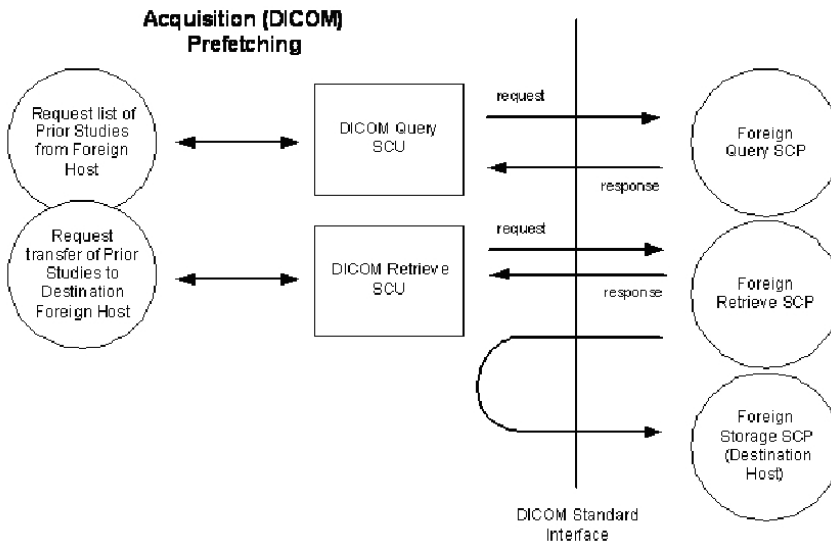 Acquisition (DICOM)
Prefetching
Request list of
Prior Studies
from Foreign
Host
DICOM Query
SCU
request
response
Foreign
Query SCP
Request
transfer of Prior
Studies to
Destination
Foreign Host
DICOM Retrieve
SCU
request
response
Foreign
Retrieve SCP
Foreign
Storage SCP
(Destination
Host)
DICOM Standard
Interface